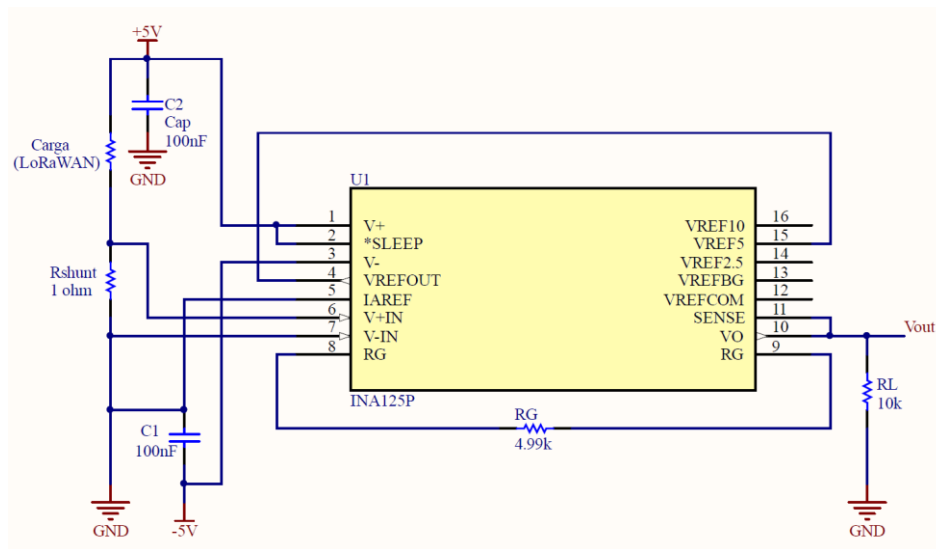 +5V
C2
Cap
100nF
GND
Carga
(LoRaWAN)
Rshunt
1 ohm
C1
100nF
GND
-5V
U1
1 V+
2 *SLEEP
3 V-
4 VREFOUT
5 IAREF
6 V+IN
7 V-IN
8 RG
VREF10 16
VREF5 15
VREF2.5 14
VREFBG 13
VREFCOM 12
SENSE 11
VO 10
RG 9
INA125P
RG
4.99k
Vout
RL
10k
GND